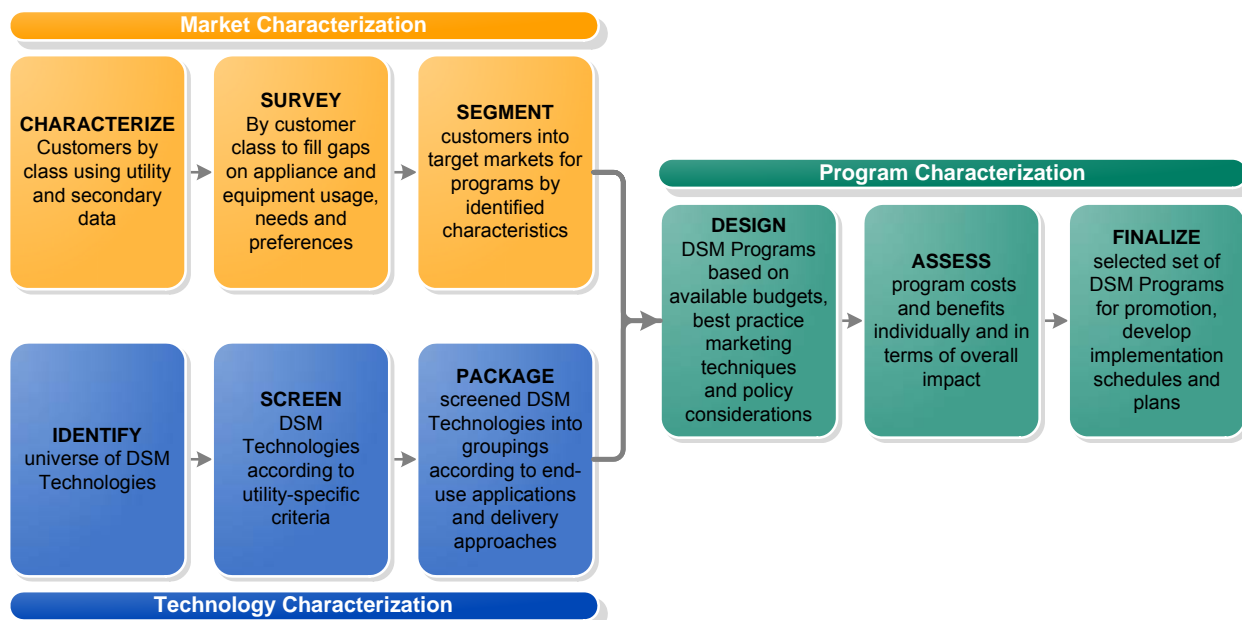 Market Characterization
CHARACTERIZE
Customers by
class using utility
and secondary
data
SURVEY
By customer
class to fill gaps
on appliance and
equipment usage,
needs and
preferences
SEGMENT
customers into
target markets for
programs by
identified
characteristics
IDENTIFY
universe of DSM
Technologies
SCREEN
DSM
Technologies
according to
utility-specific
criteria
PACKAGE
screened DSM
Technologies into
groupings
according to end-
use applications
and delivery
approaches
Technology Characterization
Program Characterization
DESIGN
DSM Programs
based on
available budgets,
best practice
marketing
techniques
and policy
considerations
ASSESS
program costs
and benefits
individually and in
terms of overall
impact
FINALIZE
selected set of
DSM Programs
for promotion,
develop
implementation
schedules and
plans